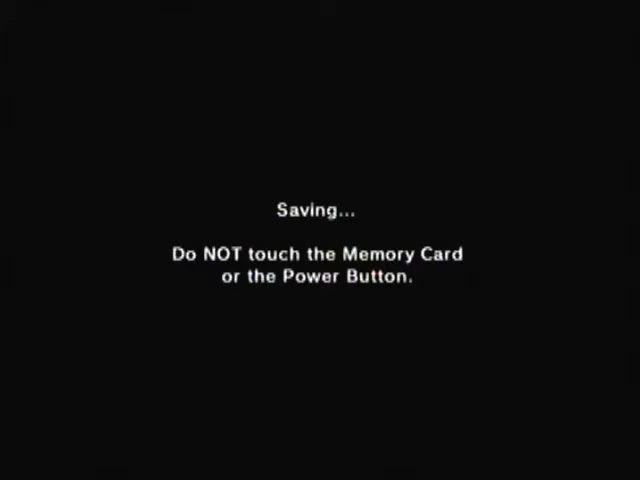 Saving...
Do NOT touch the Memory Card
or the Power Button.